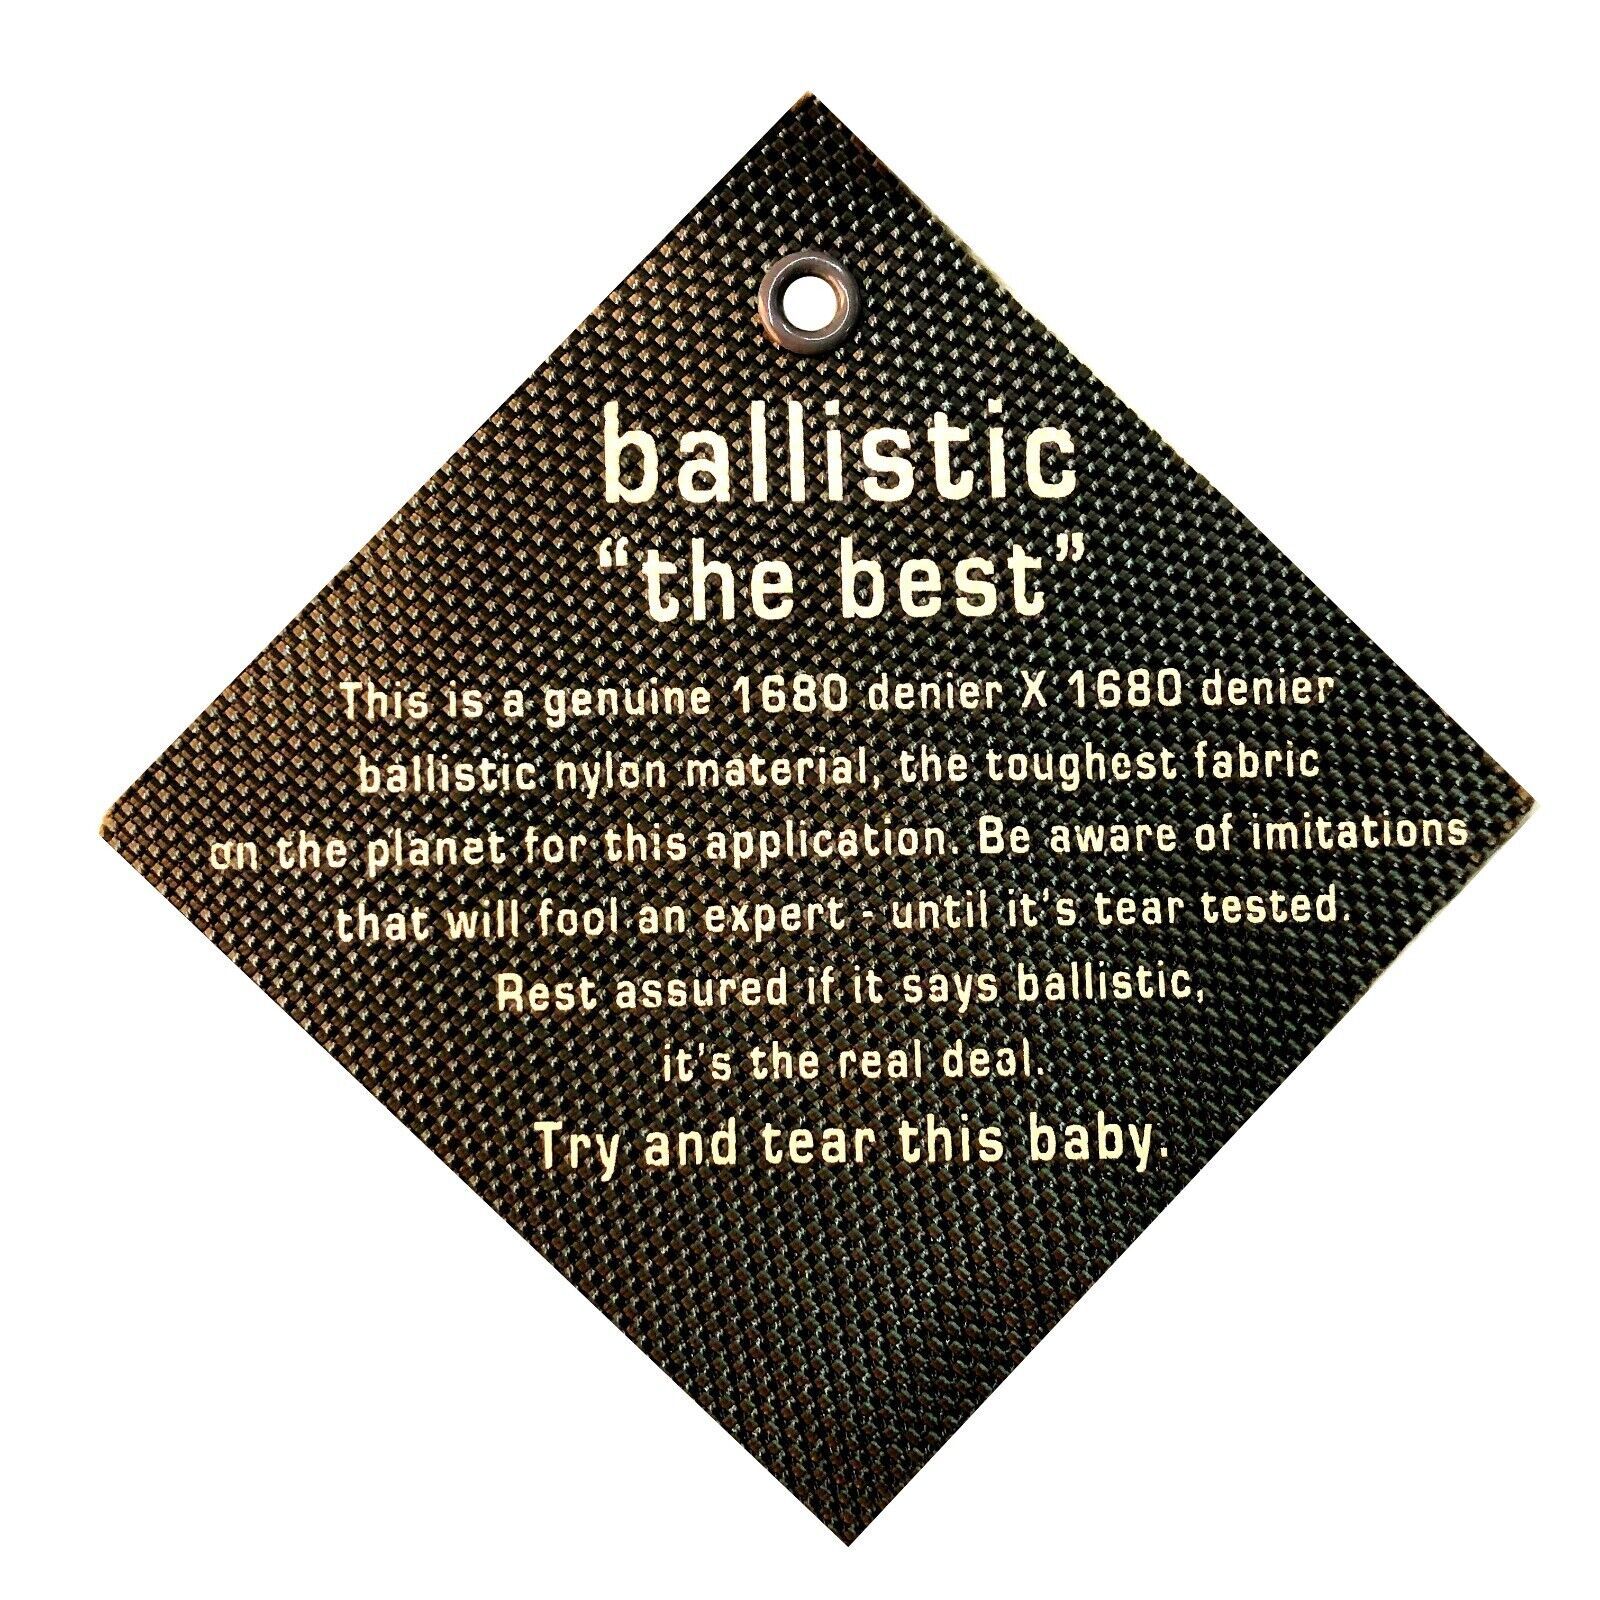 ballistic
“the best”
This is a genuine 1680 denier X 1680 denier
ballistic nylon material, the toughest fabric
on the planet for this application. Be aware of imitations
that will fool an expert - until it's tear tested.
Rest assured if it says ballistic,
it's the real deal.
Try and tear this baby.